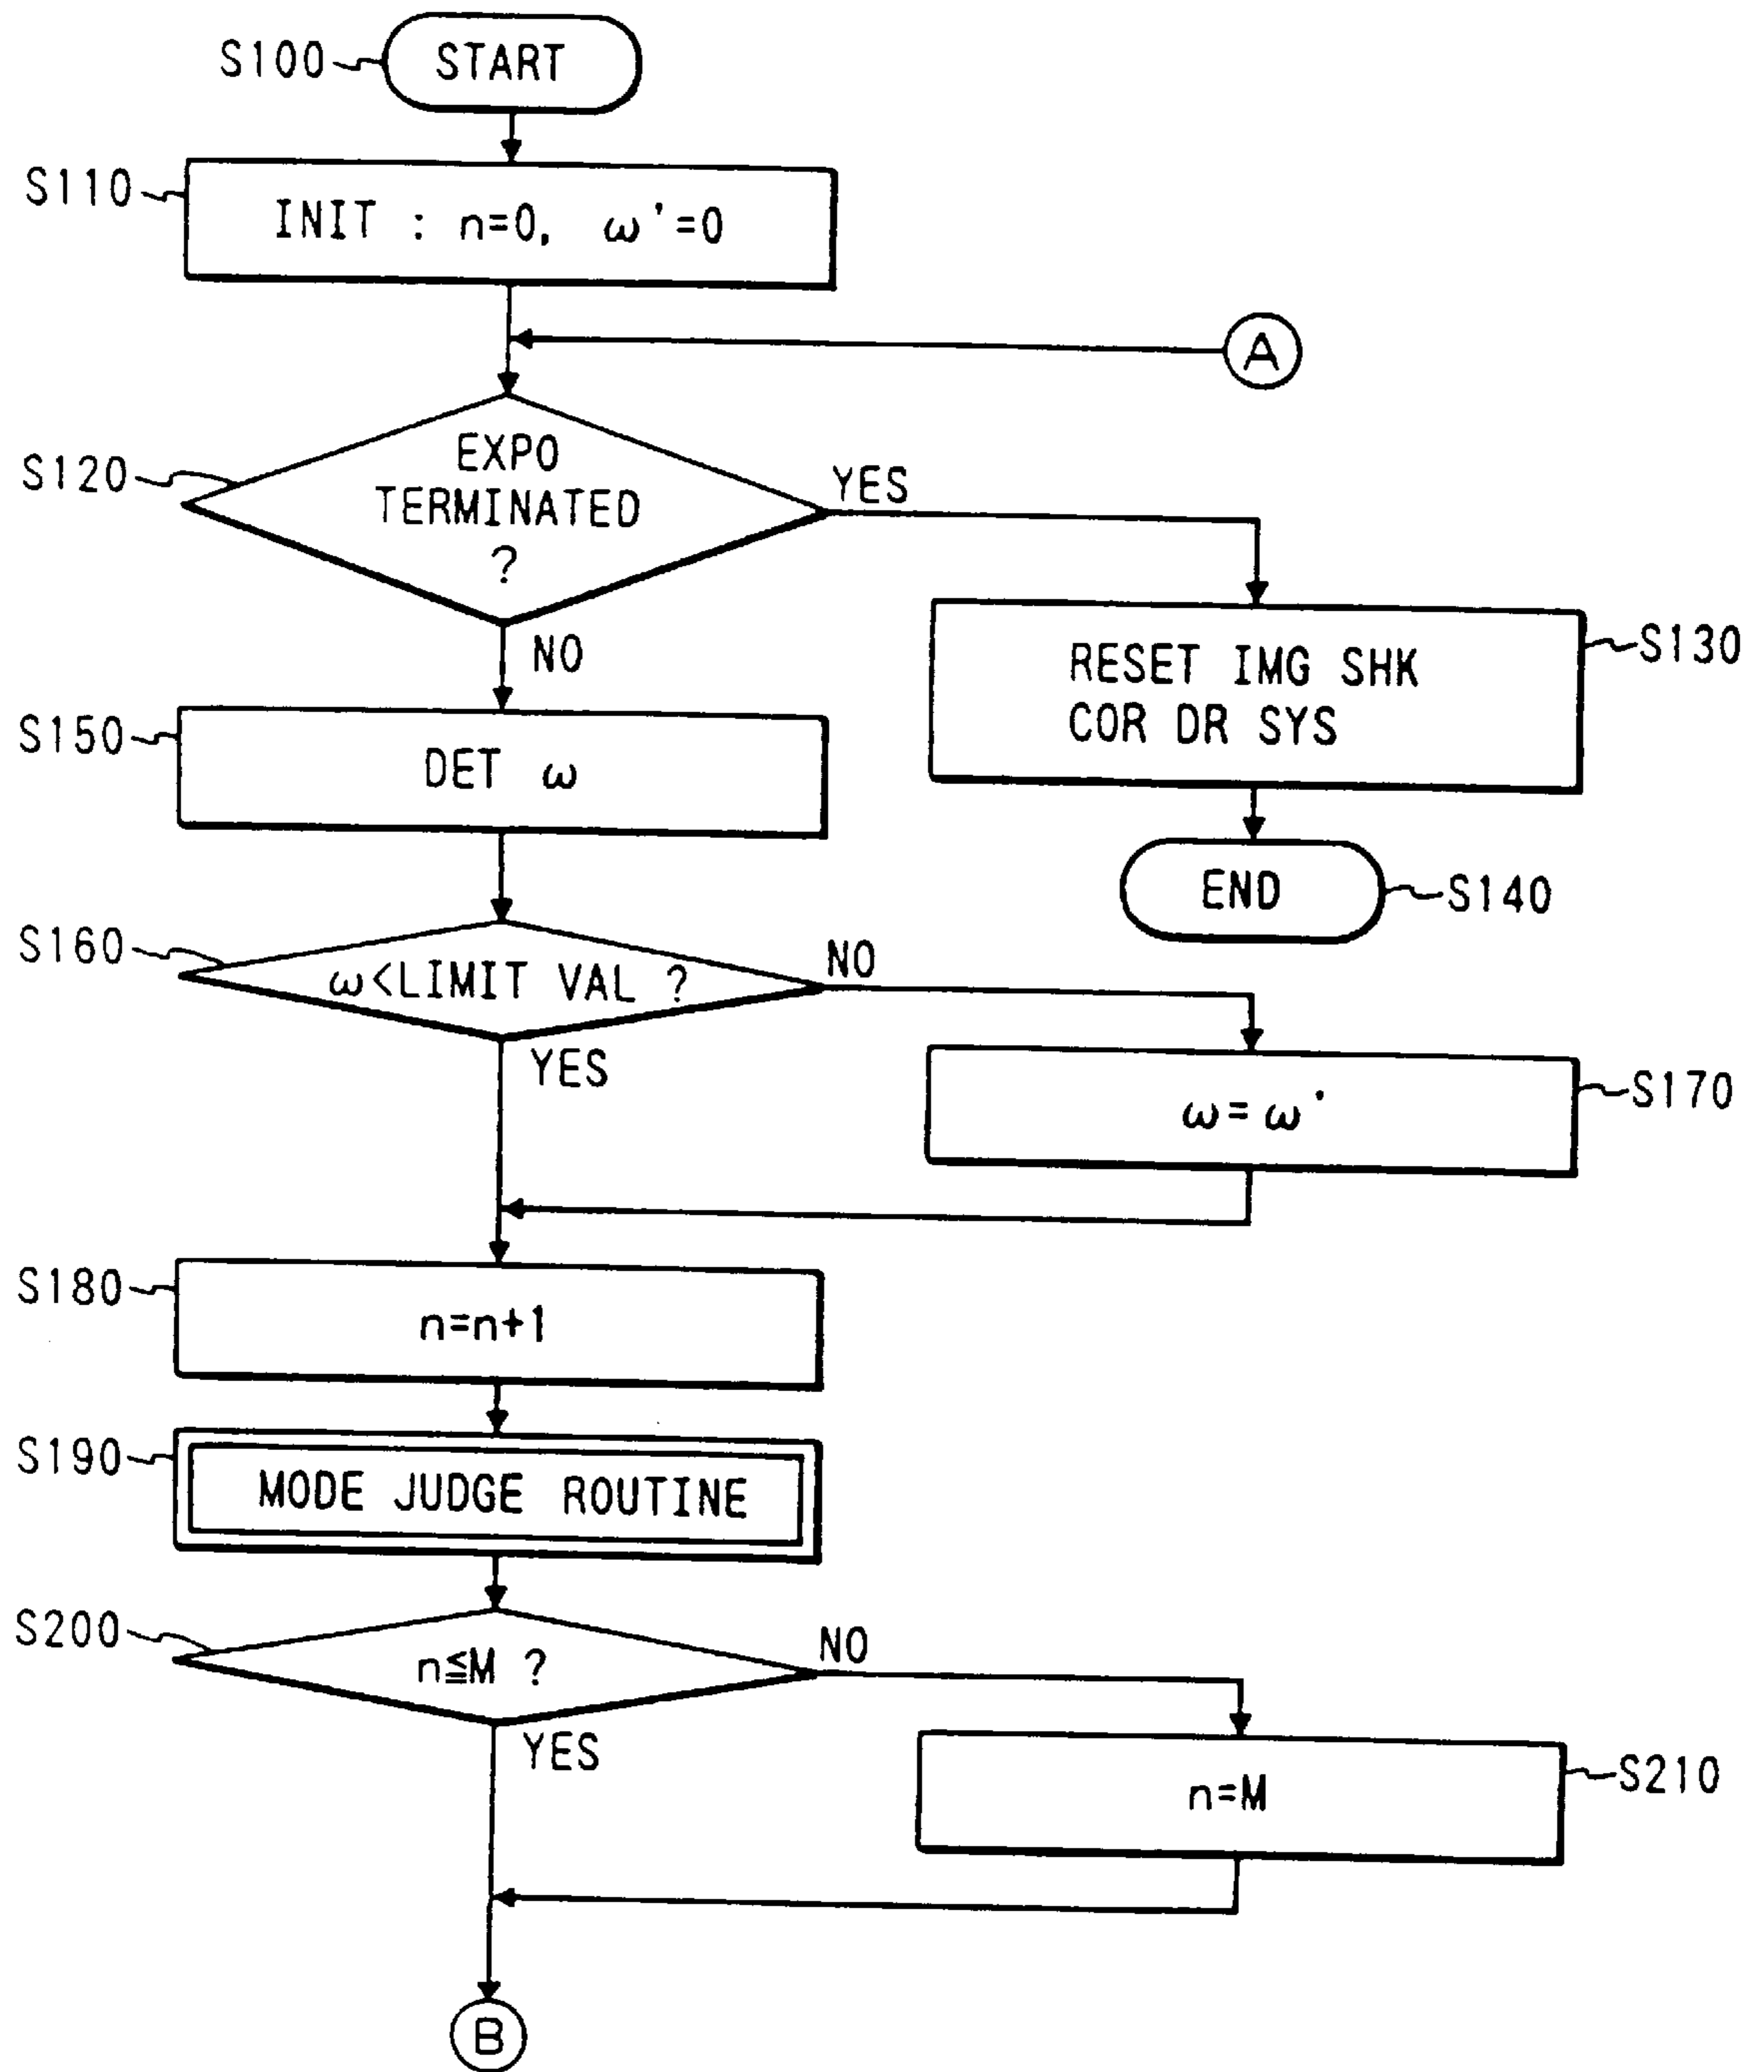 S100
START
S110
INIT : n=0, ω'=0
A
S120
EXPO
TERMINATED
?
YES
NO
S130
RESET IMG SHK
COR DR SYS
S150
DET ω
END
S140
S160
ω<LIMIT VAL ?
NO
YES
S170
ω=ω'
S180
n=n+1
S190
MODE JUDGE ROUTINE
S200
n≦M ?
NO
YES
S210
n=M
B